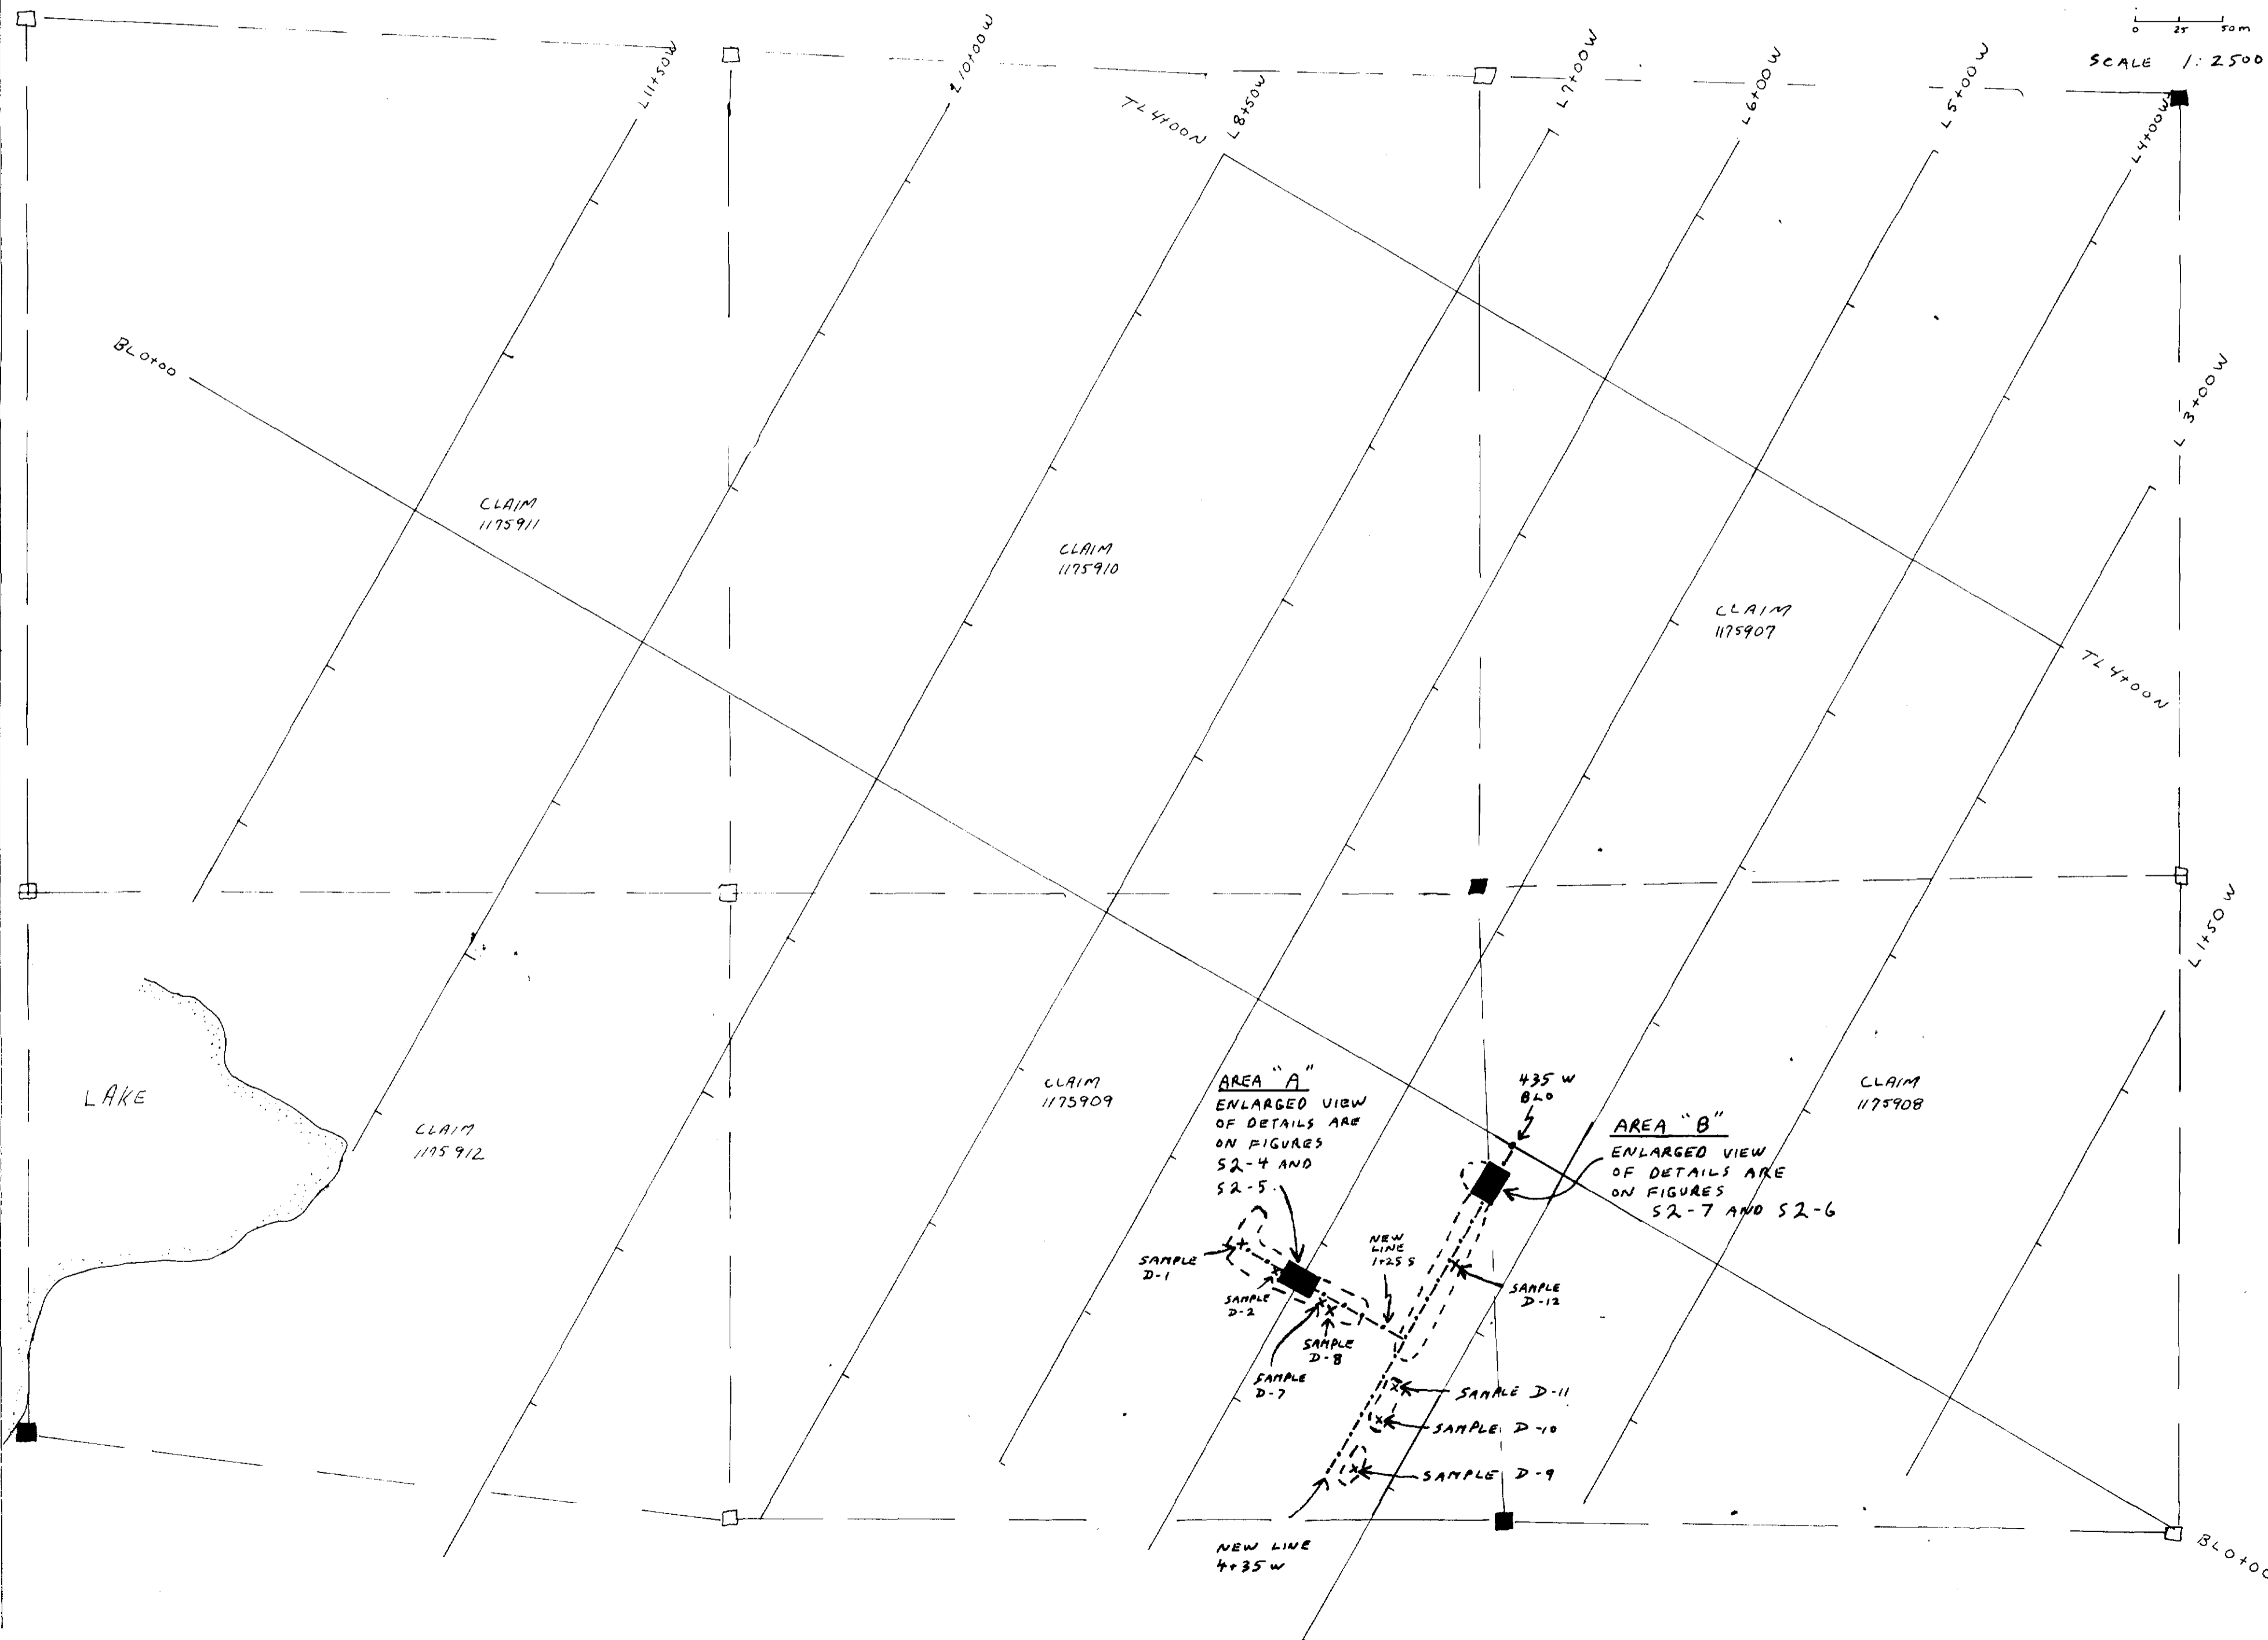 0 25 50m
SCALE 1:2500
L11+50W
L10+00W
TL4+00N
L8+50W
L7+00W
L6+00W
L5+00W
L4+00W
L 3+00W
BL0+00
CLAIM
1175911
CLAIM
1175910
CLAIM
1175907
TL4+00N
L 1+50 W
LAKE
CLAIM
1175912
CLAIM
1175909
AREA "A"
ENLARGED VIEW
OF DETAILS ARE
ON FIGURES
S2-4 AND
S2-5.
435 W
BL0
AREA "B"
ENLARGED VIEW
OF DETAILS ARE
ON FIGURES
S2-7 AND S2-6
CLAIM
1175908
SAMPLE
D-1
SAMPLE
D-2
NEW
LINE
1+25 S
SAMPLE
D-12
SAMPLE
D-8
SAMPLE
D-7
SAMPLE D-11
SAMPLE D-10
SAMPLE D-9
NEW LINE
4+35 W
BL0+00